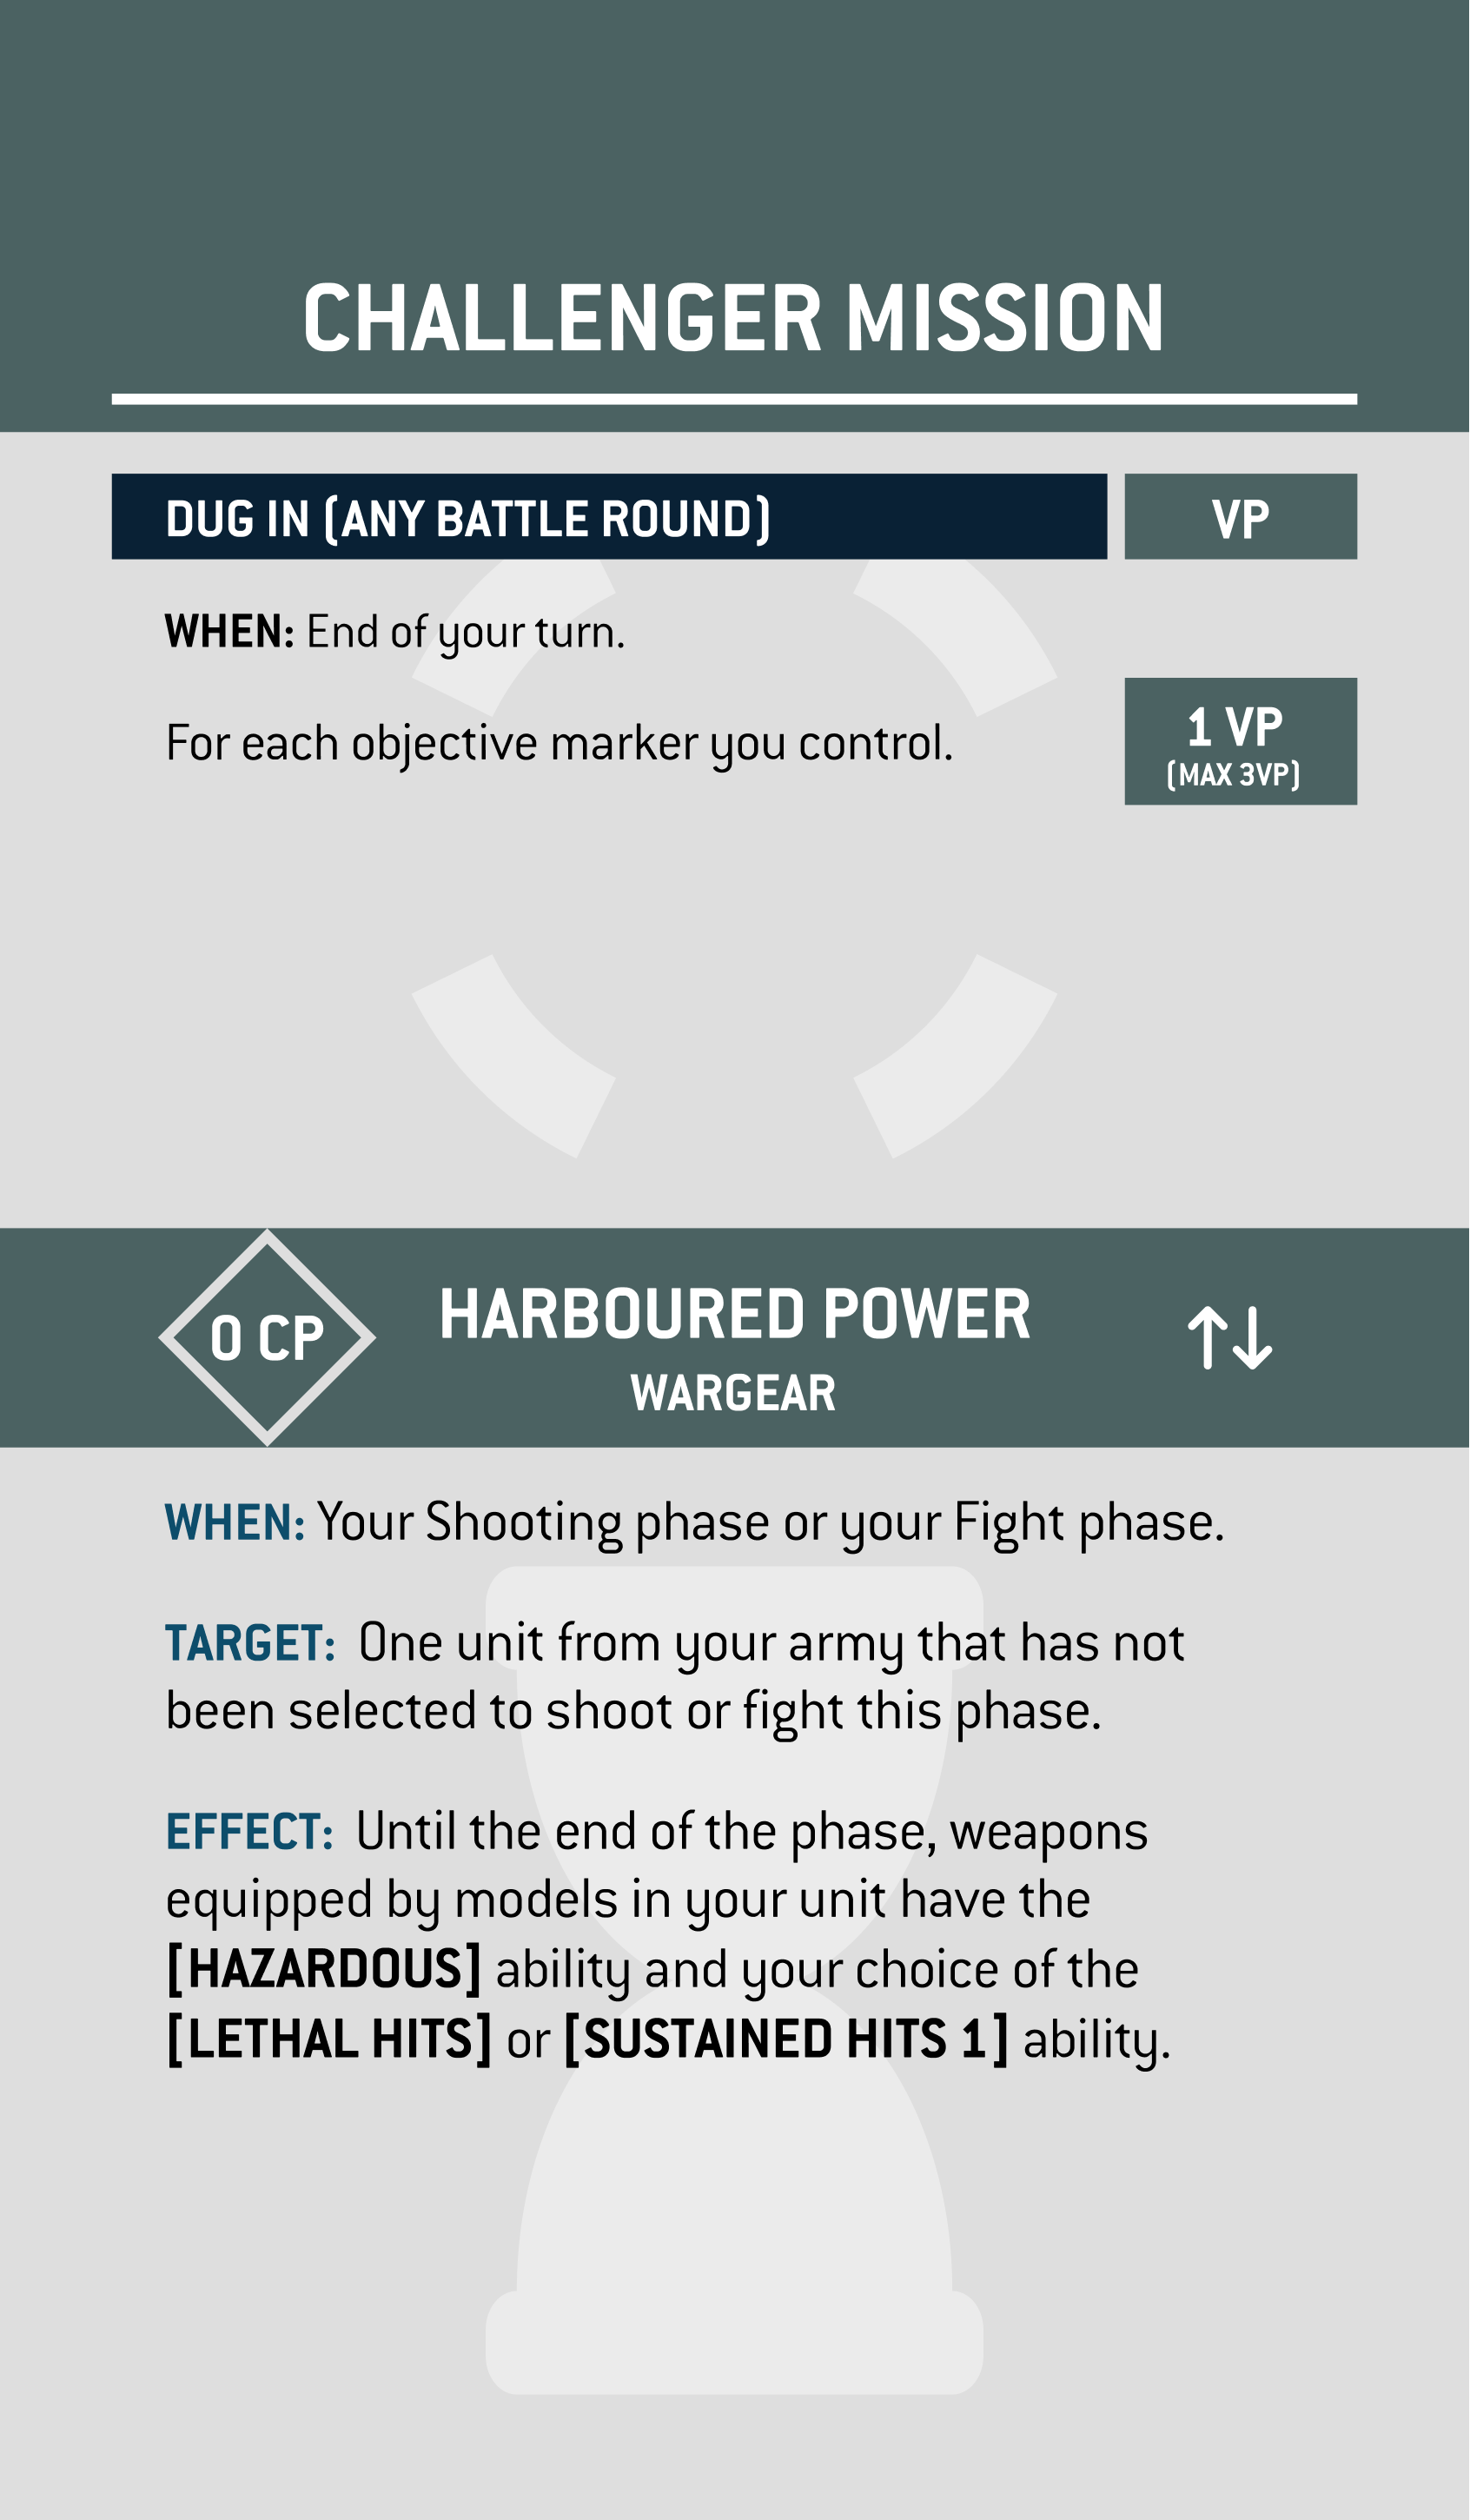 CHALLENGER MISSION
DUG IN (ANY BATTLE ROUND)
VP
WHEN: End of your turn.
For each objective marker you control.
1 VP
(MAX 3VP)
0 CP
HARBOURED POWER
WARGEAR
WHEN: Your Shooting phase or your Fight phase.
TARGET: One unit from your army that has not
been selected to shoot or fight this phase.
EFFECT: Until the end of the phase, weapons
equipped by models in your unit have the
[HAZARDOUS] ability and your choice of the
[LETHAL HITS] or [SUSTAINED HITS 1] ability.